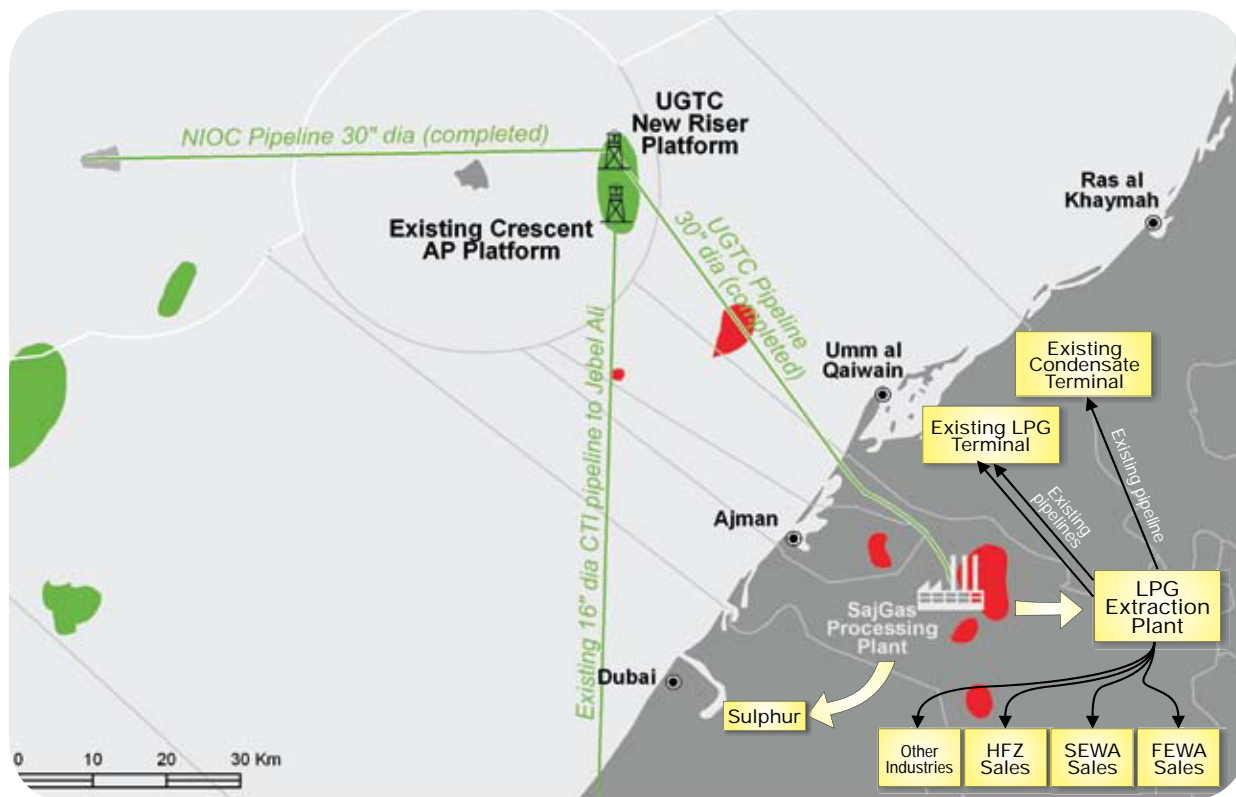 UGTC
New Riser
Platform
NIOC Pipeline 30" dia (completed)
Ras al
Khaymah
Existing Crescent
AP Platform
UGTC Pipeline
30" dia (completed)
Existing 16" dia CTI pipeline to Jebel Ali
Umm al
Qaiwain
Existing
Condensate
Terminal
Existing LPG
Terminal
Existing pipeline
Existing
pipelines
Ajman
SajGas
Processing
Plant
LPG
Extraction
Plant
Dubai
Sulphur
Other
Industries
HFZ
Sales
SEWA
Sales
FEWA
Sales
0 10 20 30 Km